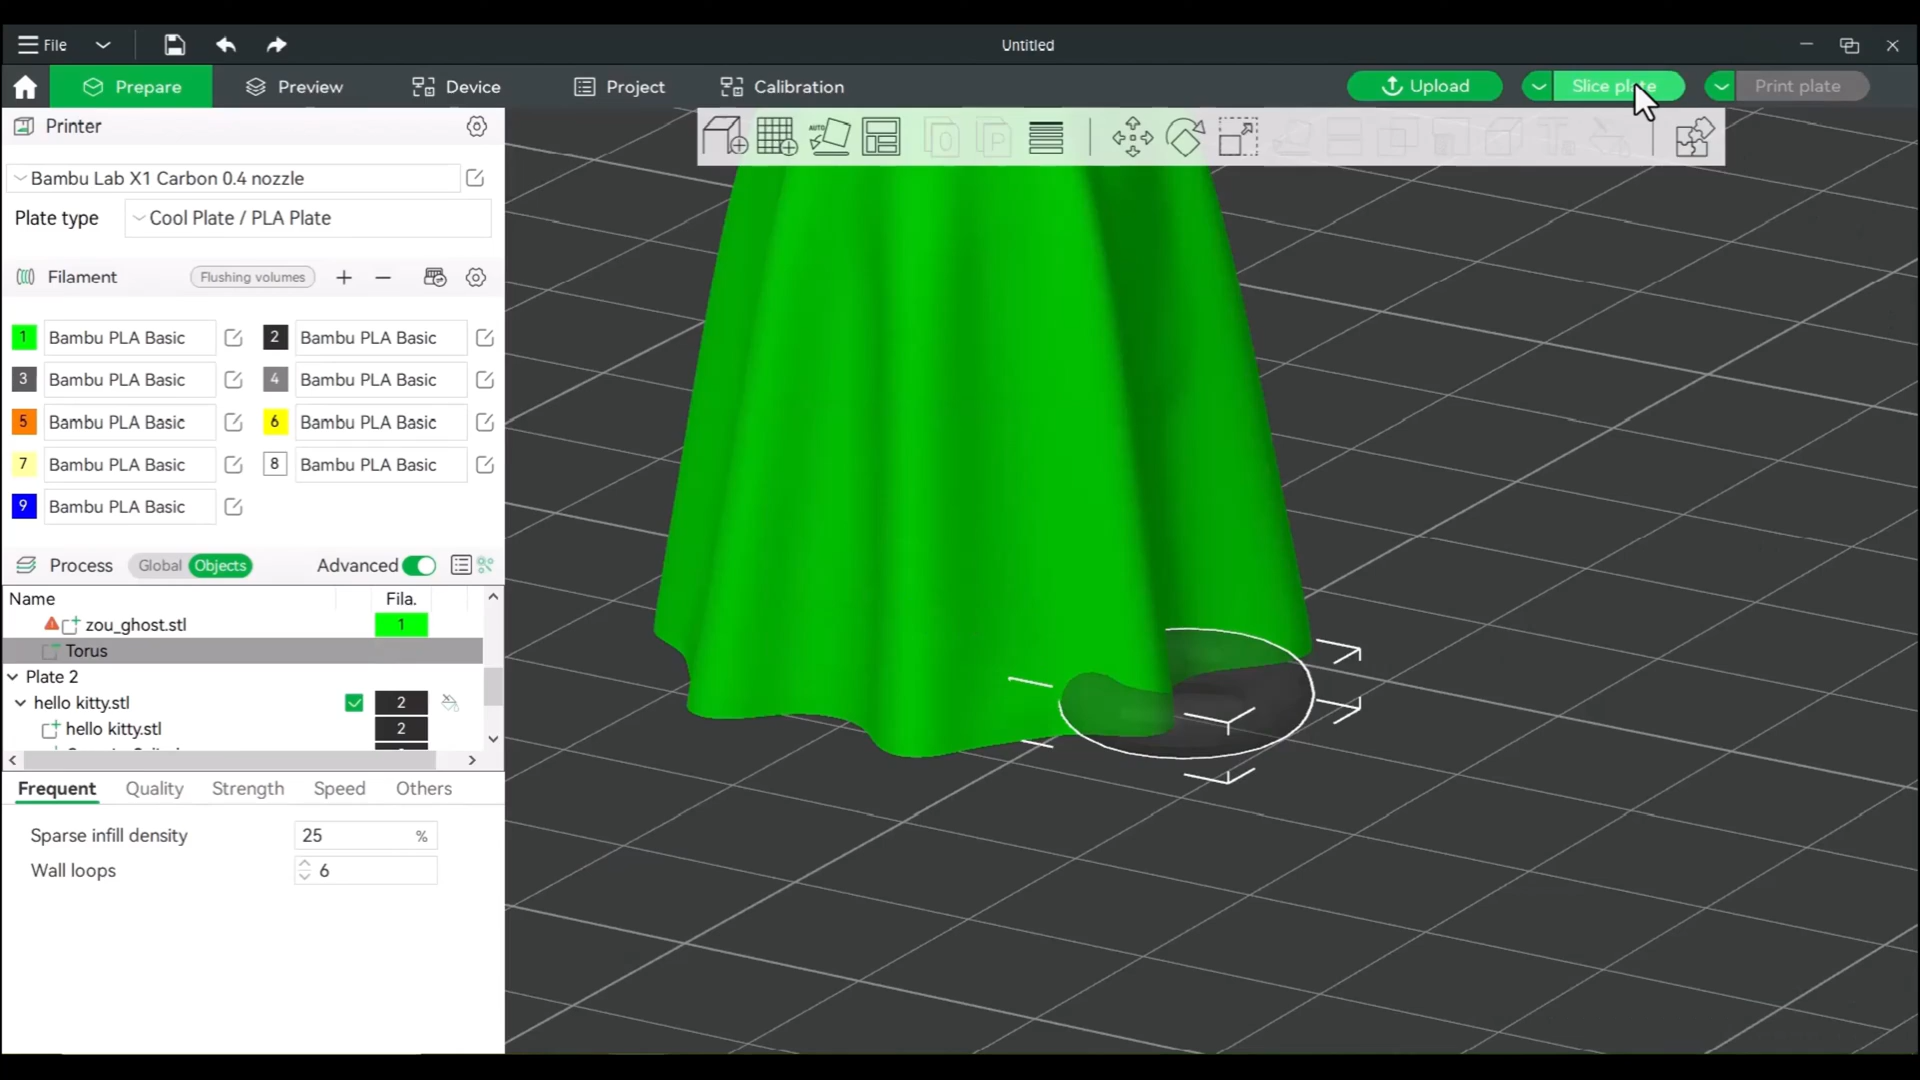 File
Untitled
Prepare
Preview
Device
Project
Calibration
Upload
Slice plate
Print plate
Printer
AUTO
Bambu Lab X1 Carbon 0.4 nozzle
Plate type
Cool Plate / PLA Plate
Filament
Flushing volumes
1 Bambu PLA Basic
2 Bambu PLA Basic
3 Bambu PLA Basic
4 Bambu PLA Basic
5 Bambu PLA Basic
6 Bambu PLA Basic
7 Bambu PLA Basic
8 Bambu PLA Basic
9 Bambu PLA Basic
Process
Global
Objects
Advanced
Name
Fila.
zou_ghost.stl
1
Torus
Plate 2
hello kitty.stl
2
hello kitty.stl
2
Frequent
Quality
Strength
Speed
Others
Sparse infill density
25
%
Wall loops
6